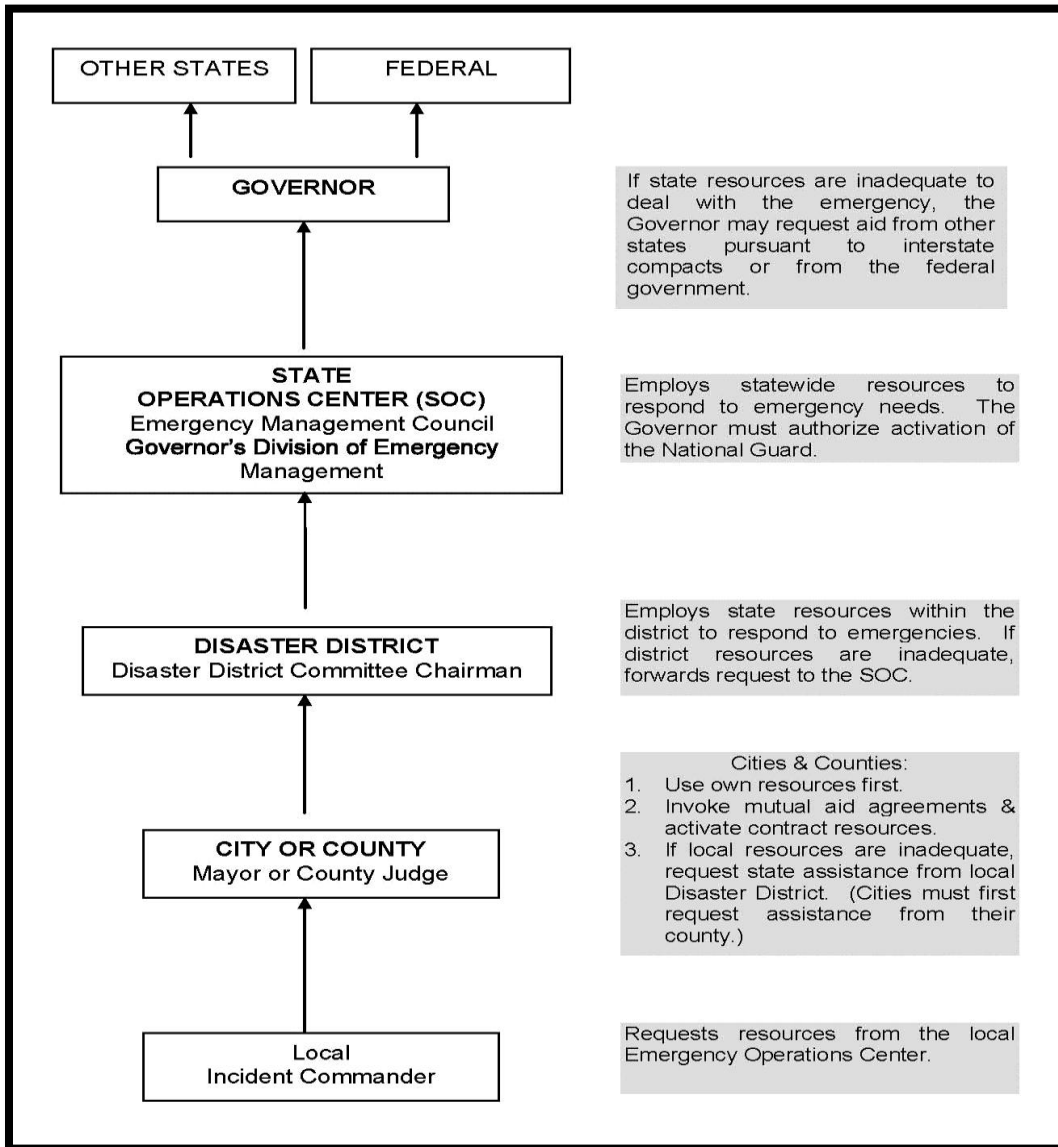 OTHER STATES
FEDERAL
GOVERNOR
If state resources are inadequate to
deal with the emergency, the
Governor may request aid from other
states pursuant to interstate
compacts or from the federal
government.
STATE
OPERATIONS CENTER (SOC)
Emergency Management Council
Governor's Division of Emergency
Management
Employs statewide resources to
respond to emergency needs. The
Governor must authorize activation of
the National Guard.
DISASTER DISTRICT
Disaster District Committee Chairman
Employs state resources within the
district to respond to emergencies. If
district resources are inadequate,
forwards request to the SOC.
CITY OR COUNTY
Mayor or County Judge
Cities & Counties:
1. Use own resources first.
2. Invoke mutual aid agreements &
activate contract resources.
3. If local resources are inadequate,
request state assistance from local
Disaster District. (Cities must first
request assistance from their
county.)
Local
Incident Commander
Requests resources from the local
Emergency Operations Center.